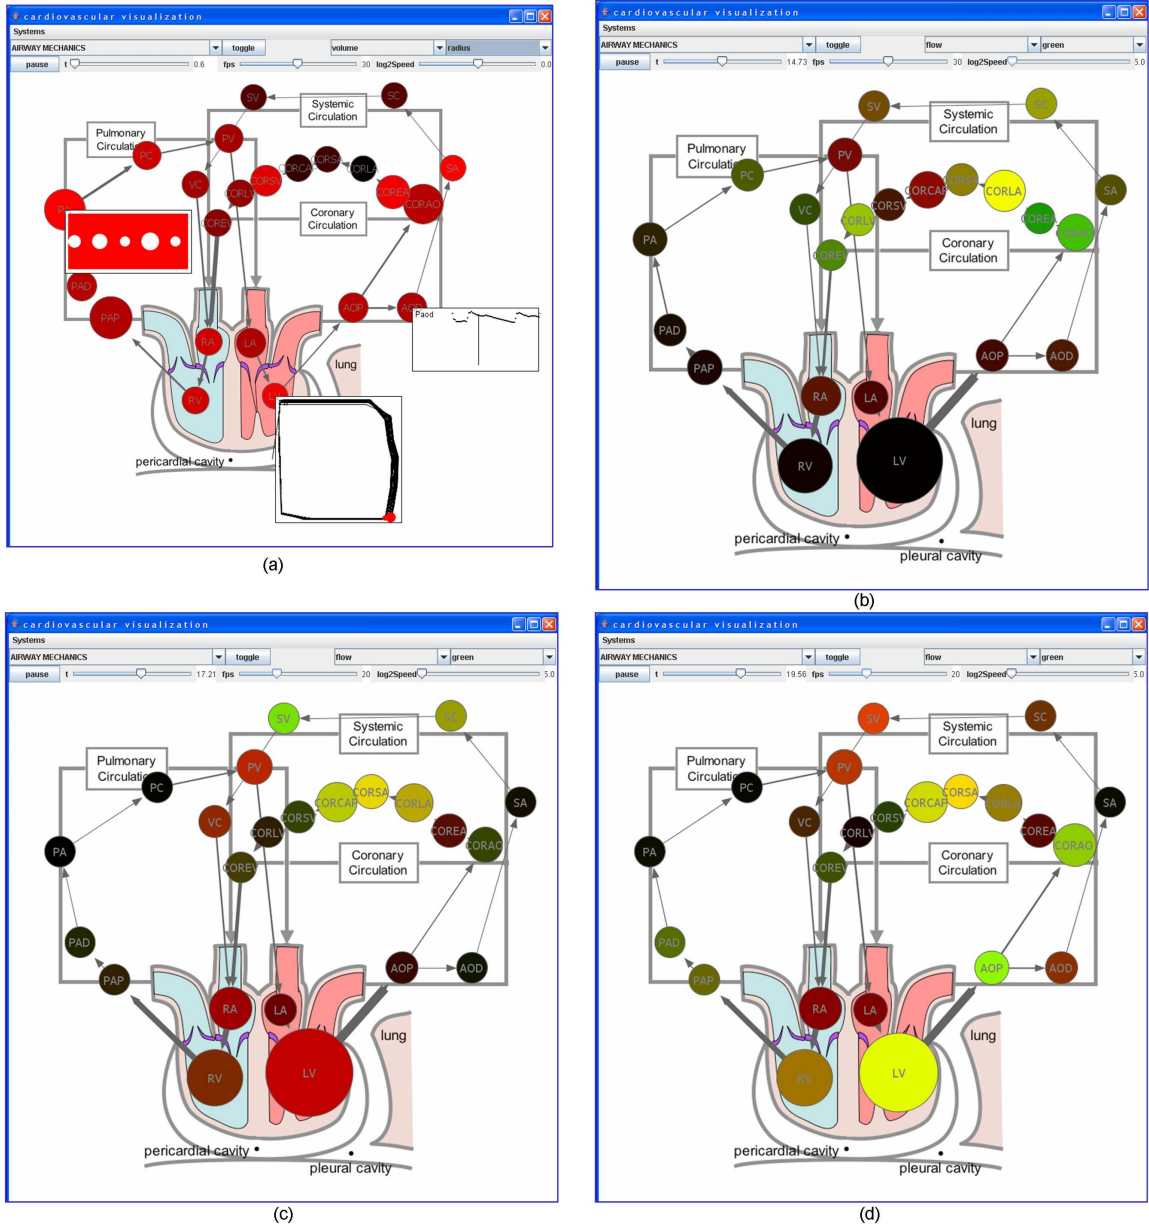 cardiovascular visualization
Systems
AIRWAY MECHANICS toggle volume radius
pause t 0.6 fps 30 log2Speed 0.0
SV SC
Systemic
Circulation
Pulmonary
Circulatic
PV
PC
CORCAP CORSA CORLA
SA
VC CORLV CORSV COREA
PA CORAO
COREV
Coronary
Circulation
PAD
PAP
AOP AOD
Paod
RA LA
lung
RV LV
pericardial cavity
(a)
cardiovascular visualization
Systems
AIRWAY MECHANICS toggle flow green
pause t 14.73 fps 30 log2Speed 5.0
SV SC
Systemic
Circulation
Pulmonary
Circulatic
PV
PC
CORCAP CORSA CORLA
SA
VC CORLV CORSV
COREA
CORAO
PA
COREV
Coronary
Circulation
PAD
PAP
AOP AOD
RA LA
lung
RV LV
pericardial cavity
pleural cavity
(b)
cardiovascular visualization
Systems
AIRWAY MECHANICS toggle flow green
pause t 17.21 fps 20 log2Speed 5.0
SV SC
Systemic
Circulation
Pulmonary
Circulatic
PV
PC
CORCAP CORSA CORLA
SA
VC CORLV CORSV
COREA
CORAO
PA
COREV
Coronary
Circulation
PAD
PAP
AOP AOD
RA LA
lung
RV LV
pericardial cavity
pleural cavity
(c)
cardiovascular visualization
Systems
AIRWAY MECHANICS toggle flow green
pause t 19.56 fps 20 log2Speed 5.0
SV SC
Systemic
Circulation
Pulmonary
Circulatic
PV
PC
CORCAP CORSA CORLA
SA
VC CORLV CORSV
COREA
CORAO
PA
COREV
Coronary
Circulation
PAD
PAP
AOP AOD
RA LA
lung
RV LV
pericardial cavity
pleural cavity
(d)